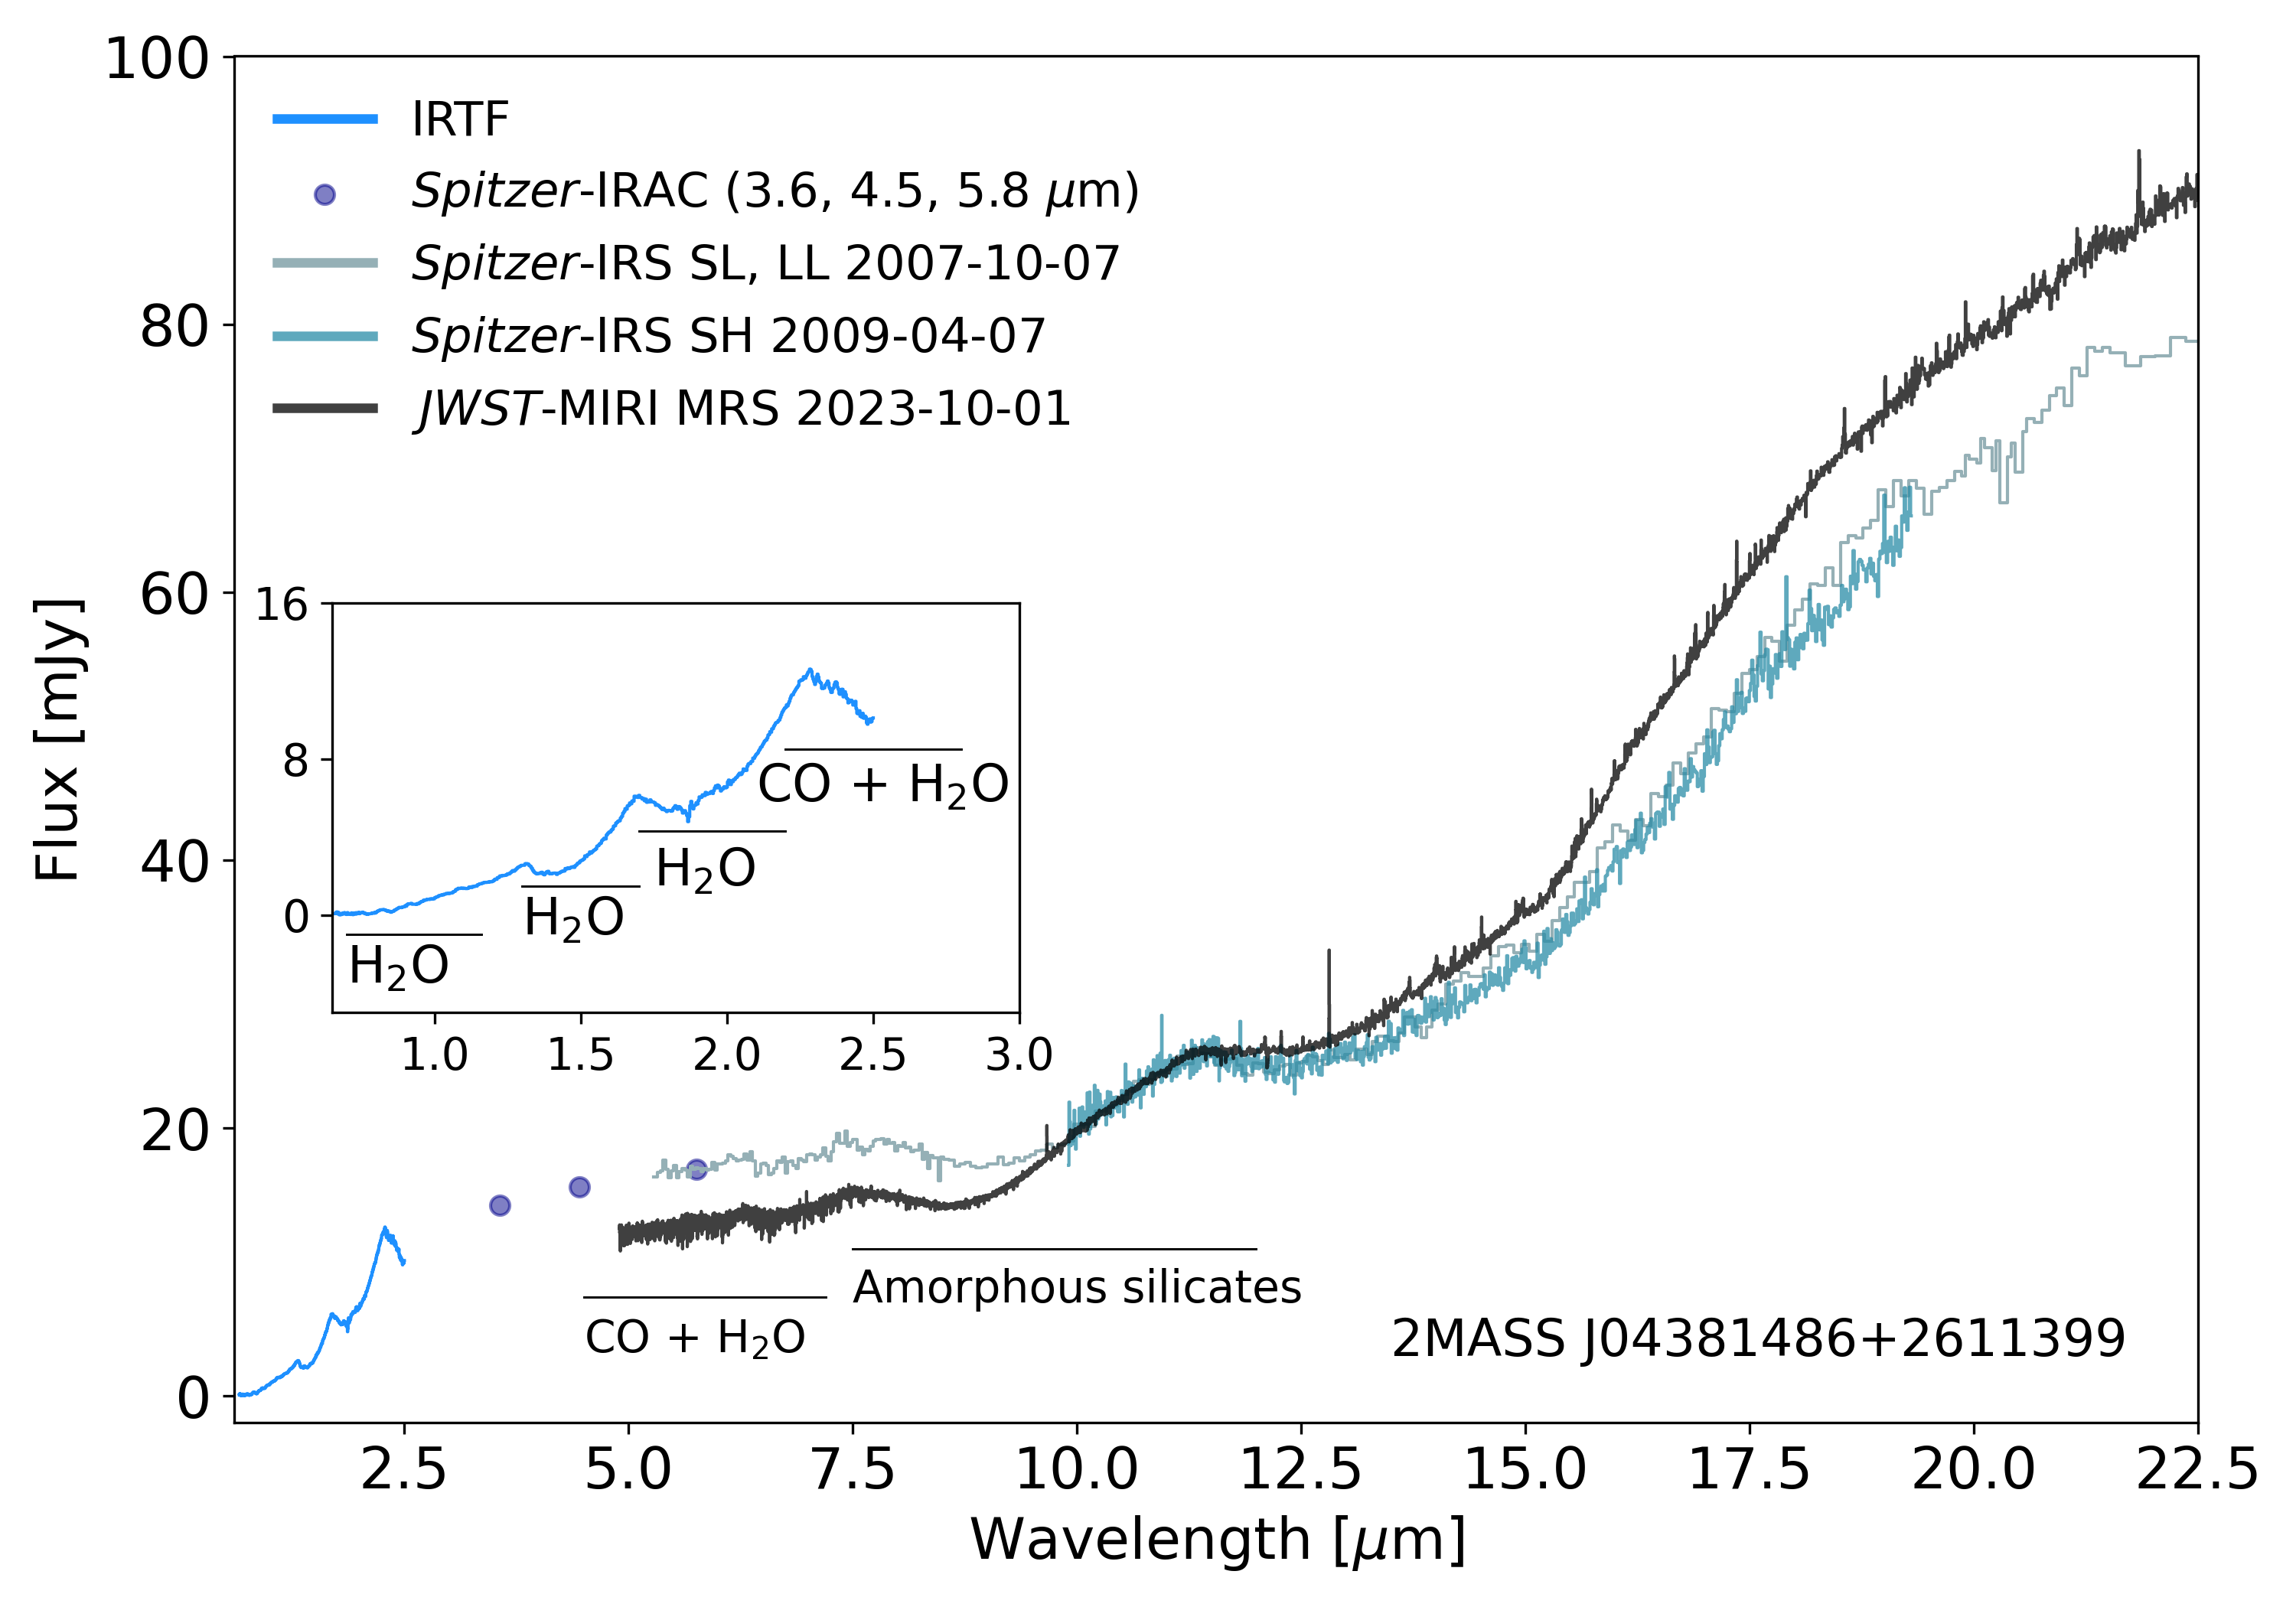 100
80
60
40
20
0
Flux [mJy]
IRTF
Spitzer-IRAC (3.6, 4.5, 5.8 μm)
Spitzer-IRS SL, LL 2007-10-07
Spitzer-IRS SH 2009-04-07
JWST-MIRI MRS 2023-10-01
16
8
0
CO + H₂O
H₂O
H₂O
H₂O
1.0 1.5 2.0 2.5 3.0
Amorphous silicates
CO + H₂O
2MASS J04381486+2611399
2.5 5.0 7.5 10.0 12.5 15.0 17.5 20.0 22.5
Wavelength [μm]